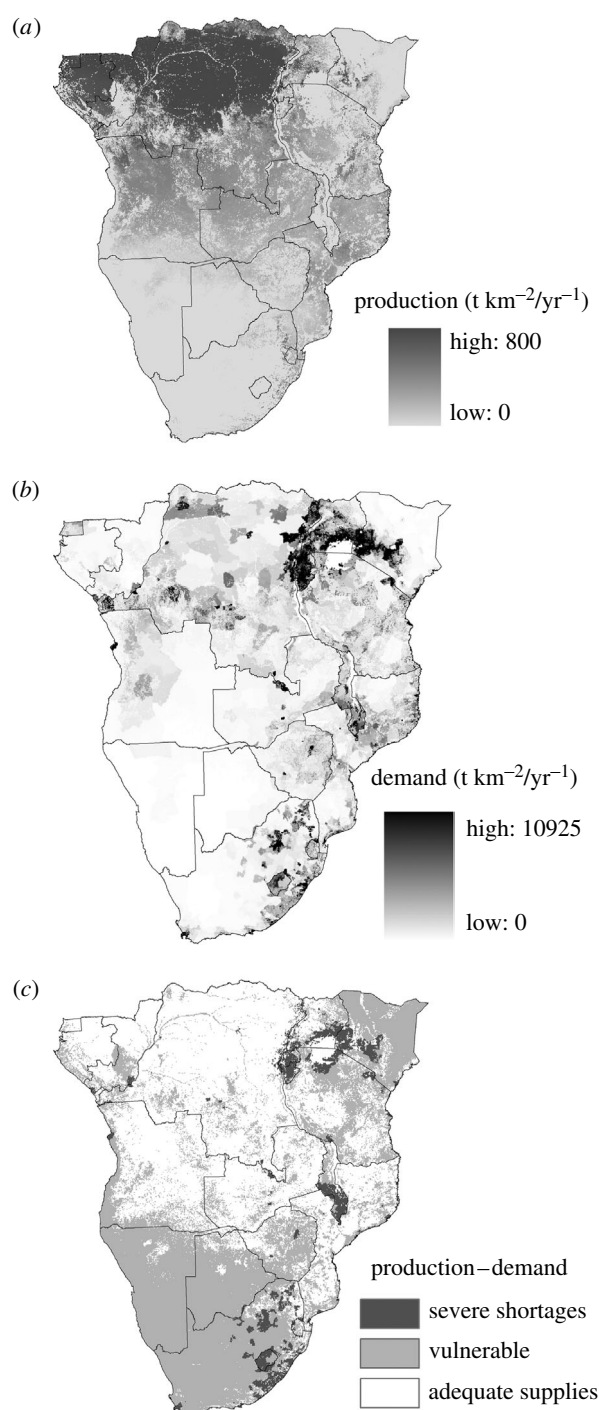 (a)
production (t km⁻²/yr⁻¹)
high: 800
low: 0
(b)
demand (t km⁻²/yr⁻¹)
high: 10925
low: 0
(c)
production–demand
severe shortages
vulnerable
adequate supplies